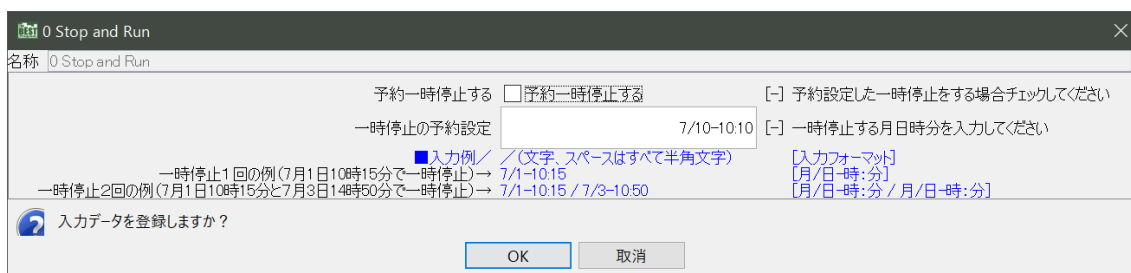 BEST 0 Stop and Run
名称 0 Stop and Run
予約一時停止する 予約一時停止する [-] 予約設定した一時停止をする場合チェックしてください
一時停止の予約設定 7/10-10:10 [-] 一時停止する月日時分を入力してください
■入力例／ ／(文字、スペースはすべて半角文字) [入力フォーマット]
一時停止1回の例(7月1日10時15分で一時停止)→ 7/1-10:15 [月/日-時:分]
一時停止2回の例(7月1日10時15分と7月3日14時50分で一時停止)→ 7/1-10:15 / 7/3-10:50 [月/日-時:分 / 月/日-時:分]
入力データを登録しますか？
OK 取消